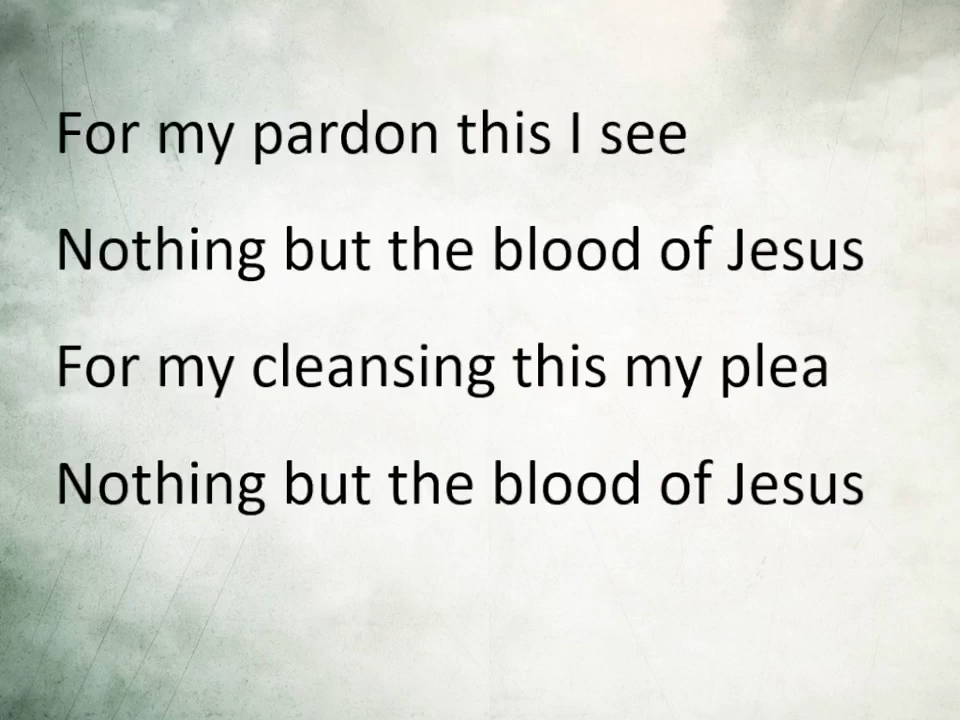 For my pardon this I see
Nothing but the blood of Jesus
For my cleansing this my plea
Nothing but the blood of Jesus